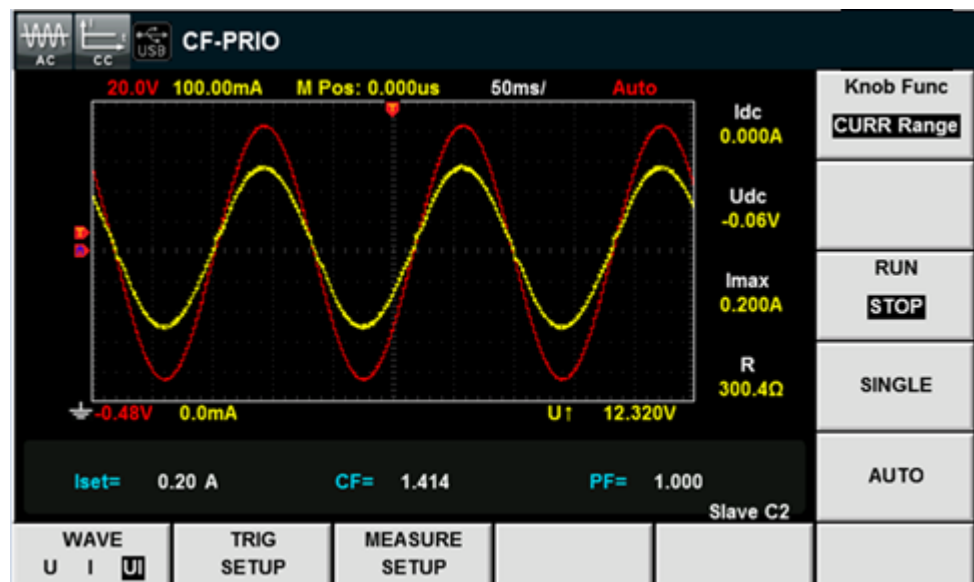 AC CC USB CF-PRIO
20.0V 100.00mA M Pos: 0.000us 50ms/ Auto
Idc
0.000A
Udc
-0.06V
Imax
0.200A
R
300.4Ω
-0.48V 0.0mA U↑ 12.320V
Iset= 0.20 A CF= 1.414 PF= 1.000
Slave C2
Knob Func
CURR Range
RUN
STOP
SINGLE
AUTO
WAVE
U I UI
TRIG
SETUP
MEASURE
SETUP